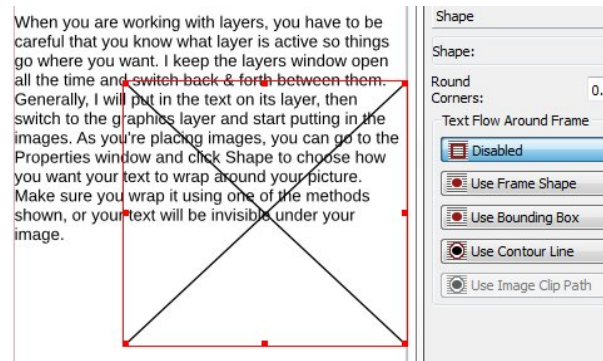 When you are working with layers, you have to be
careful that you know what layer is active so things
go where you want. I keep the layers window open
all the time and switch back & forth between them.
Generally, I will put in the text on its layer, then
switch to the graphics layer and start putting in the
images. As you're placing images, you can go to the
Properties window and click Shape to choose how
you want your text to wrap around your picture.
Make sure you wrap it using one of the methods
shown, or your text will be invisible under your
image.
Shape
Shape:
Round
Corners:
0.
Text Flow Around Frame
Disabled
Use Frame Shape
Use Bounding Box
Use Contour Line
Use Image Clip Path